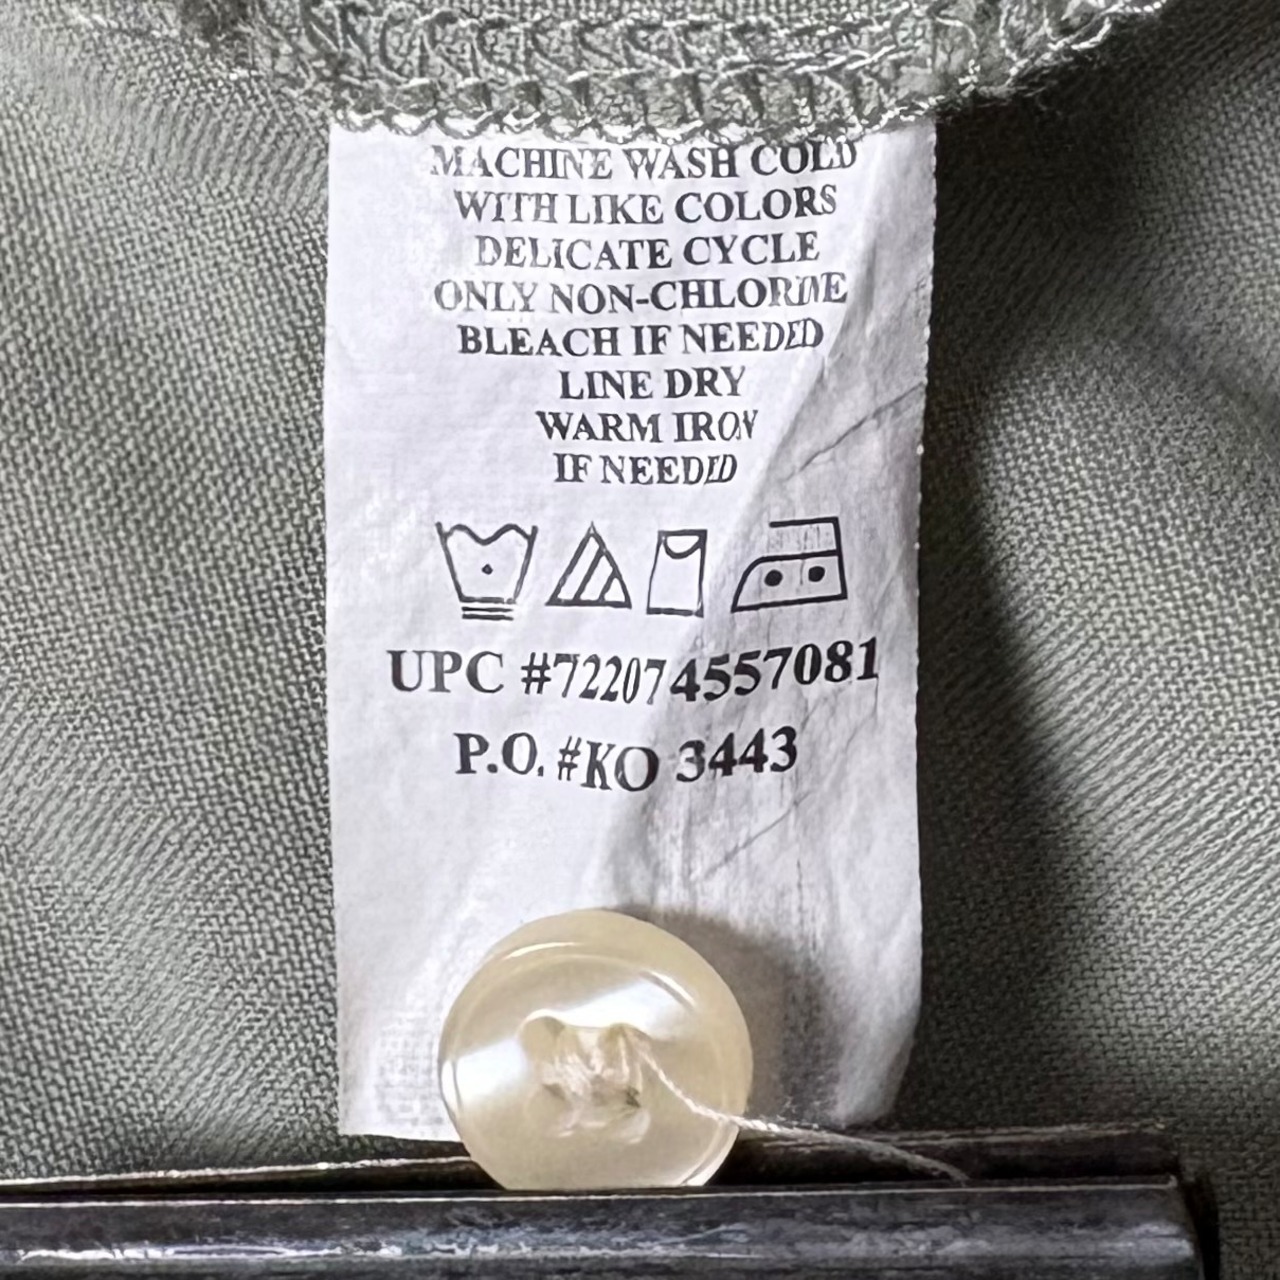 MACHINE WASH COLD
WITH LIKE COLORS
DELICATE CYCLE
ONLY NON-CHLORINE
BLEACH IF NEEDED
LINE DRY
WARM IRON
IF NEEDED
UPC #722074557081
P.O. #KO 3443